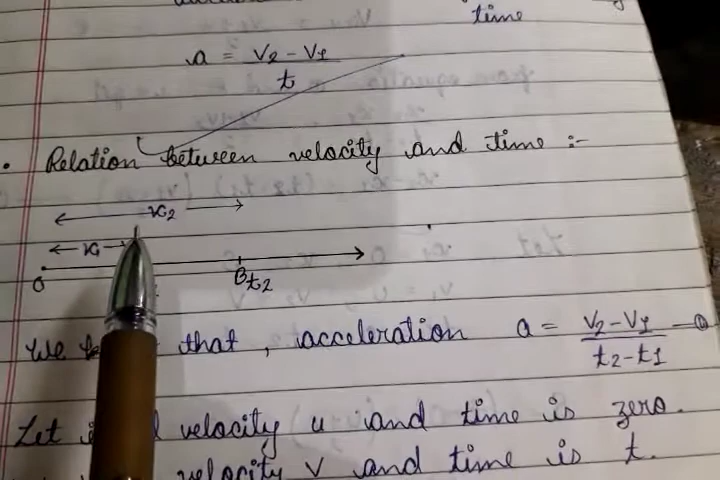 time
a = V2 - V1
t
• Relation between velocity and time :-
x2
x1
O B t2
that, acceleration a = V2-V1 / t2-t1 — ①
Let velocity u and time is zero.
velocity V and time is t.